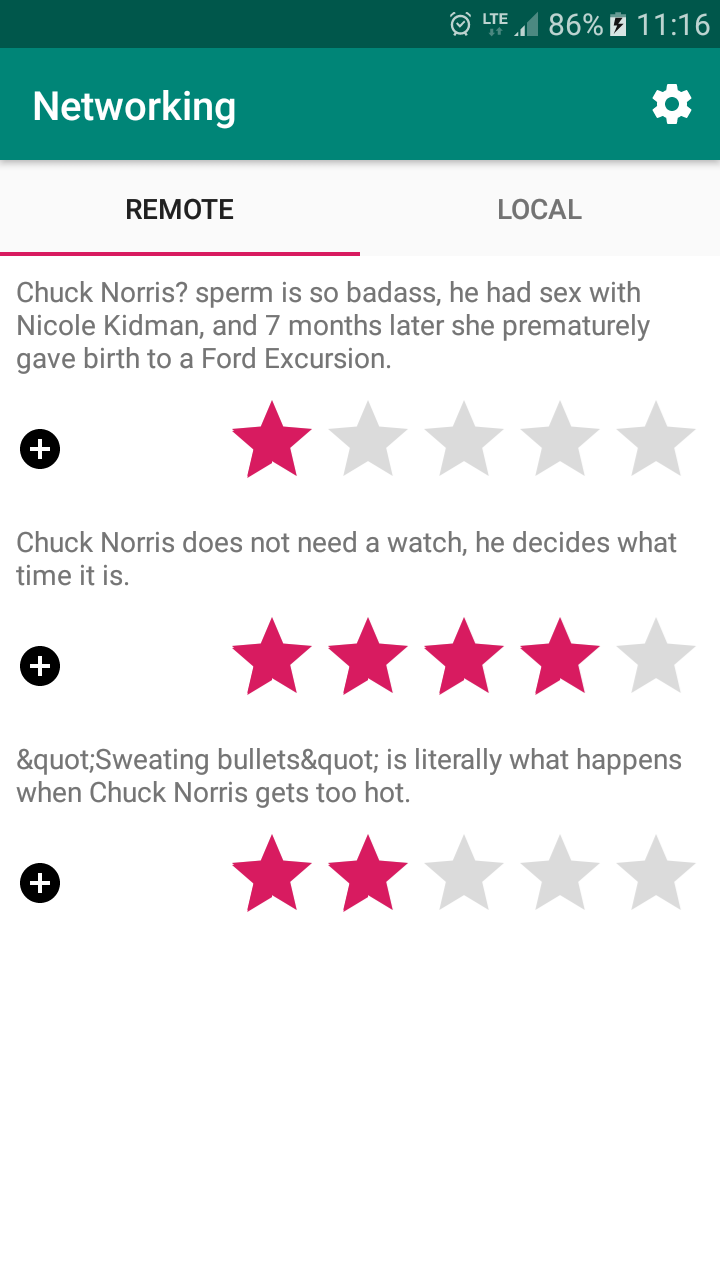 LTE 86% 11:16
Networking
REMOTE LOCAL
Chuck Norris? sperm is so badass, he had sex with
Nicole Kidman, and 7 months later she prematurely
gave birth to a Ford Excursion.
Chuck Norris does not need a watch, he decides what
time it is.
&quot;Sweating bullets&quot; is literally what happens
when Chuck Norris gets too hot.